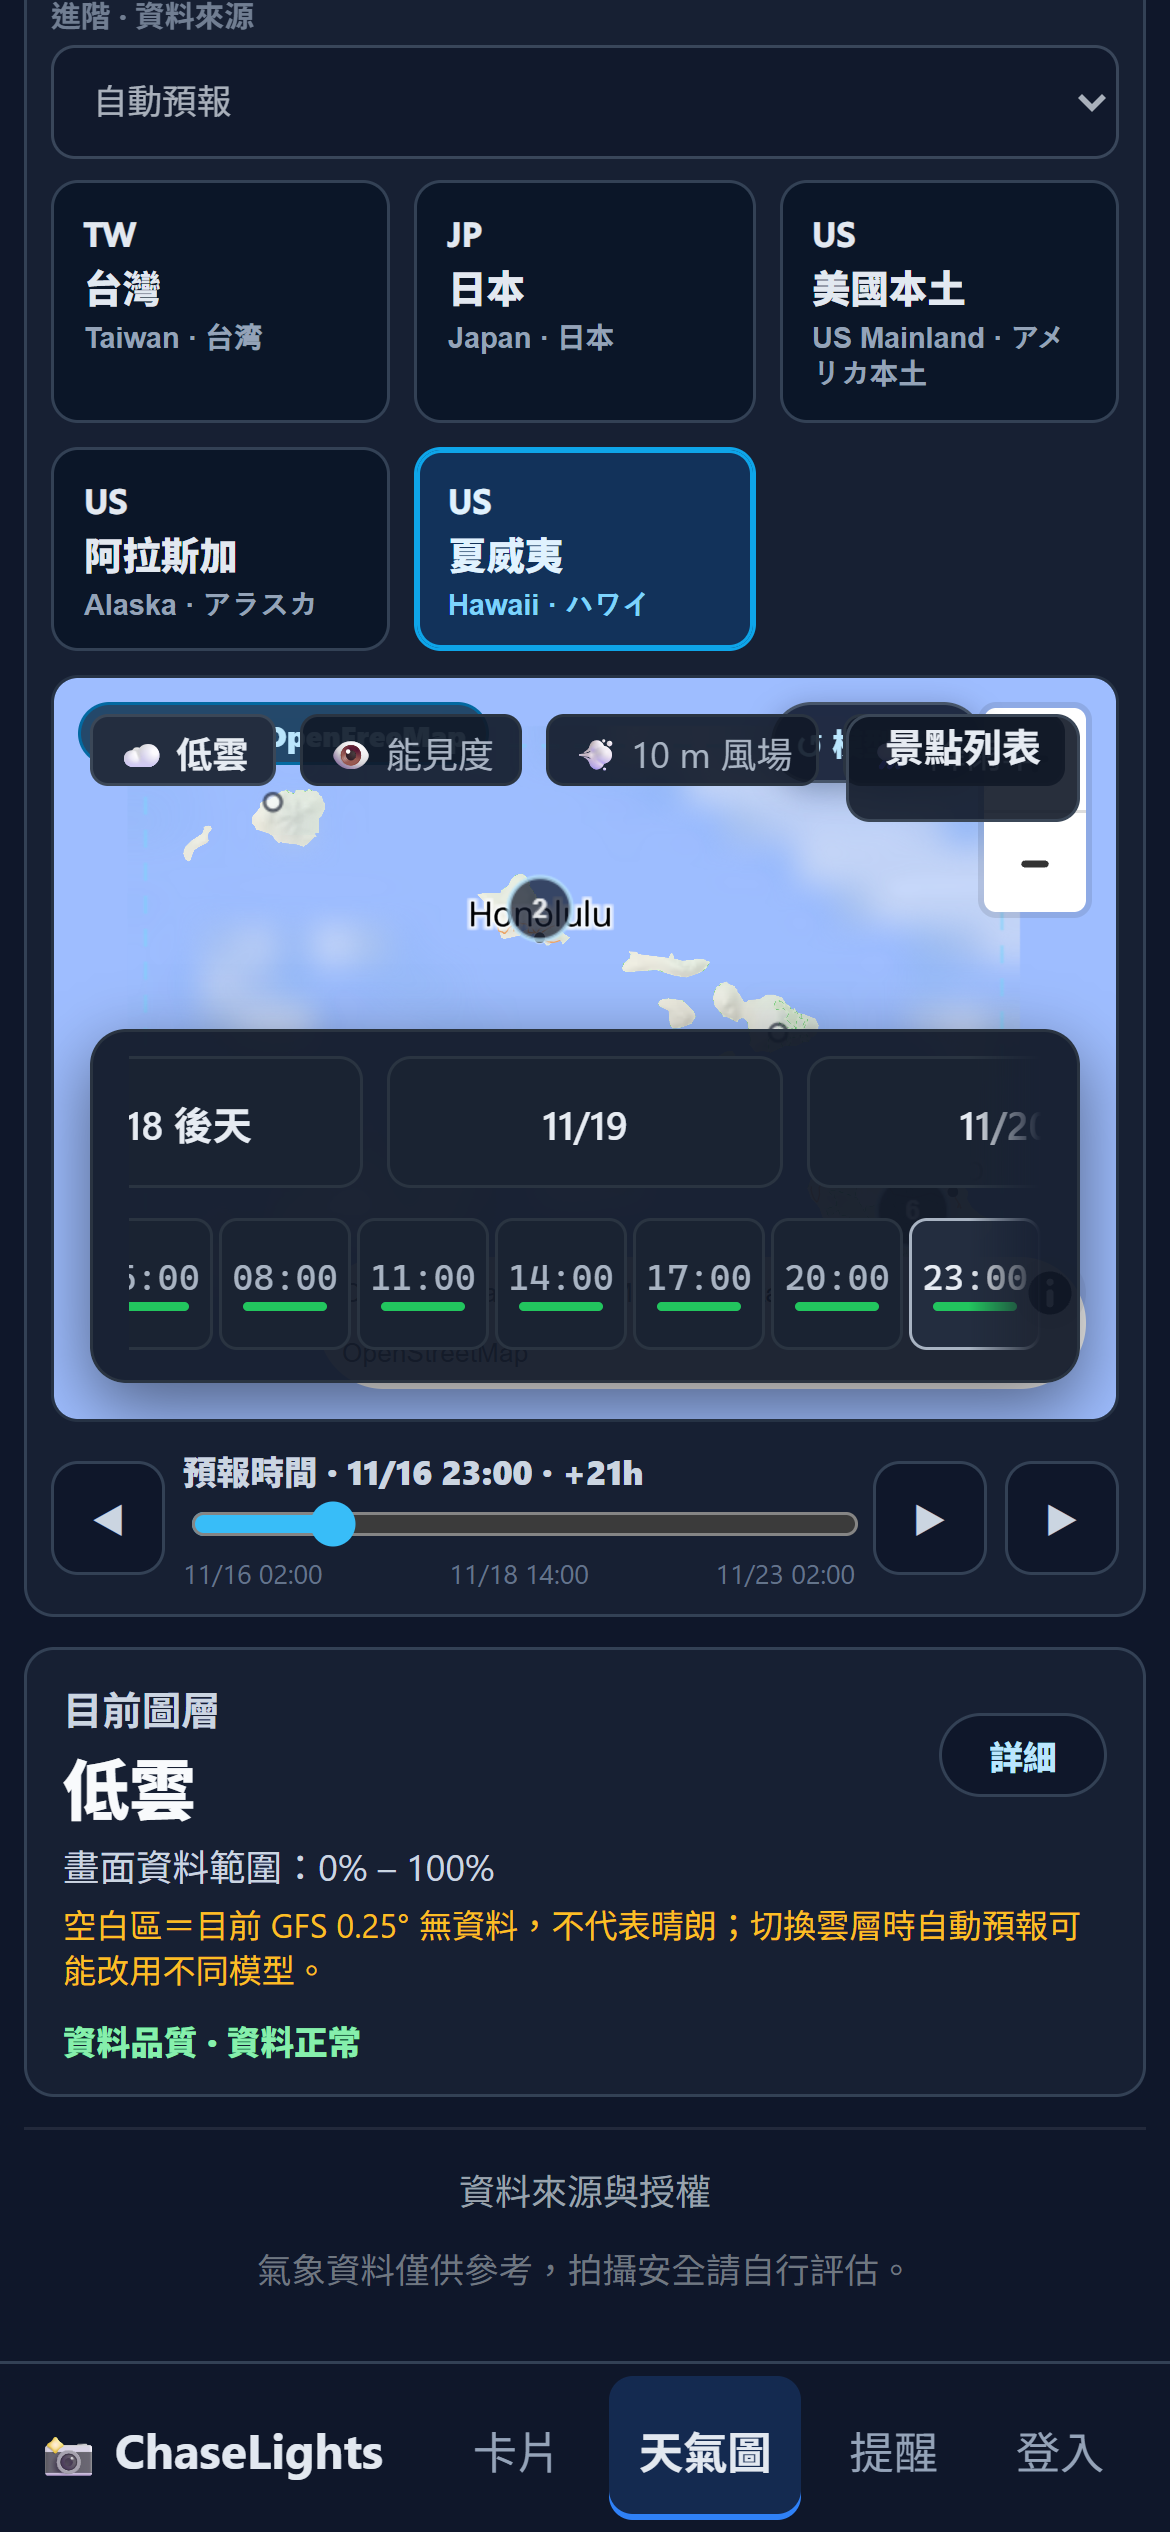 進階 · 資料來源
自動預報
TW
台灣
Taiwan · 台湾
JP
日本
Japan · 日本
US
美國本土
US Mainland · アメ
リカ本土
US
阿拉斯加
Alaska · アラスカ
US
夏威夷
Hawaii · ハワイ
OpenFreeMap
低雲
能見度
10 m 風場
景點列表
−
Honolulu
2
18 後天
11/19
11/20
6
5:00
08:00
11:00
14:00
17:00
20:00
23:00
OpenStreetMap
預報時間 · 11/16 23:00 · +21h
11/16 02:00
11/18 14:00
11/23 02:00
目前圖層
低雲
詳細
畫面資料範圍：0% – 100%
空白區＝目前 GFS 0.25° 無資料，不代表晴朗；切換雲層時自動預報可
能改用不同模型。
資料品質 · 資料正常
資料來源與授權
氣象資料僅供參考，拍攝安全請自行評估。
ChaseLights
卡片
天氣圖
提醒
登入